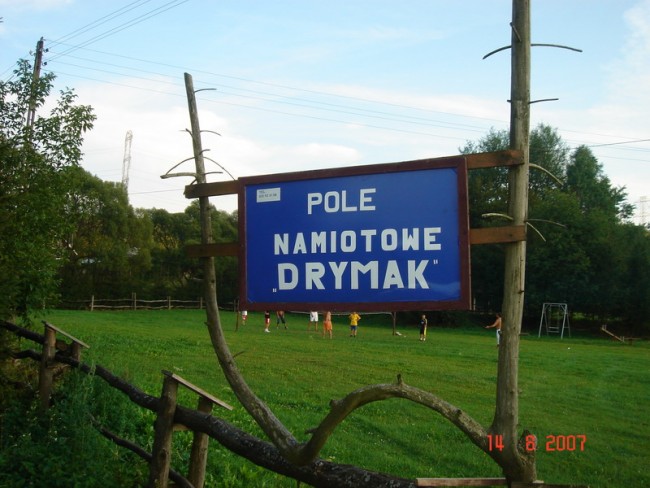 POLE
NAMIOTOWE
„DRYMAK"
14 8 2007